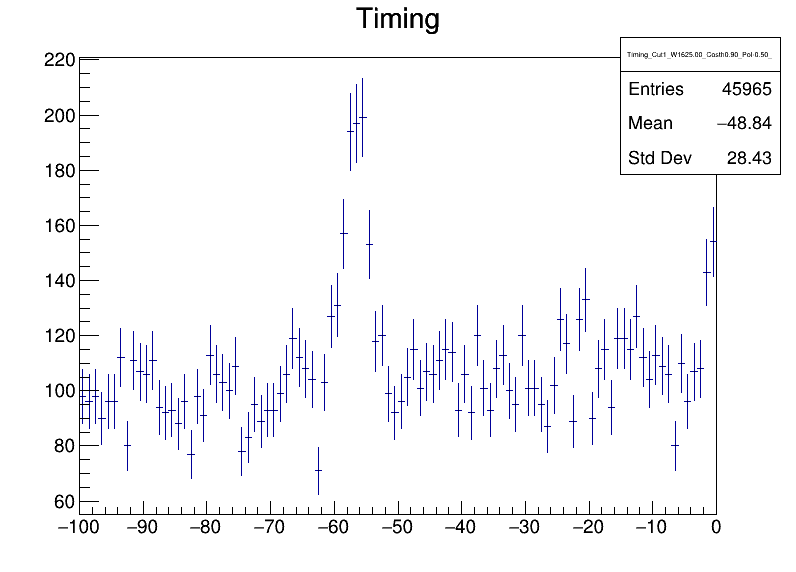 Timing
Timing_Cut1_W1625.00_Costh0.90_Pol-0.50_
Entries 45965
Mean −48.84
Std Dev 28.43
220
200
180
160
140
120
100
80
60
−100 −90 −80 −70 −60 −50 −40 −30 −20 −10 0